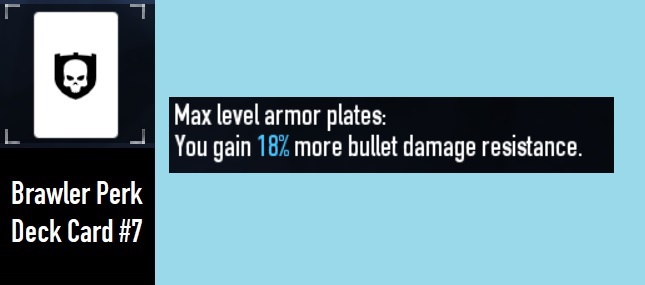 Brawler Perk
Deck Card #7
Max level armor plates:
You gain 18% more bullet damage resistance.